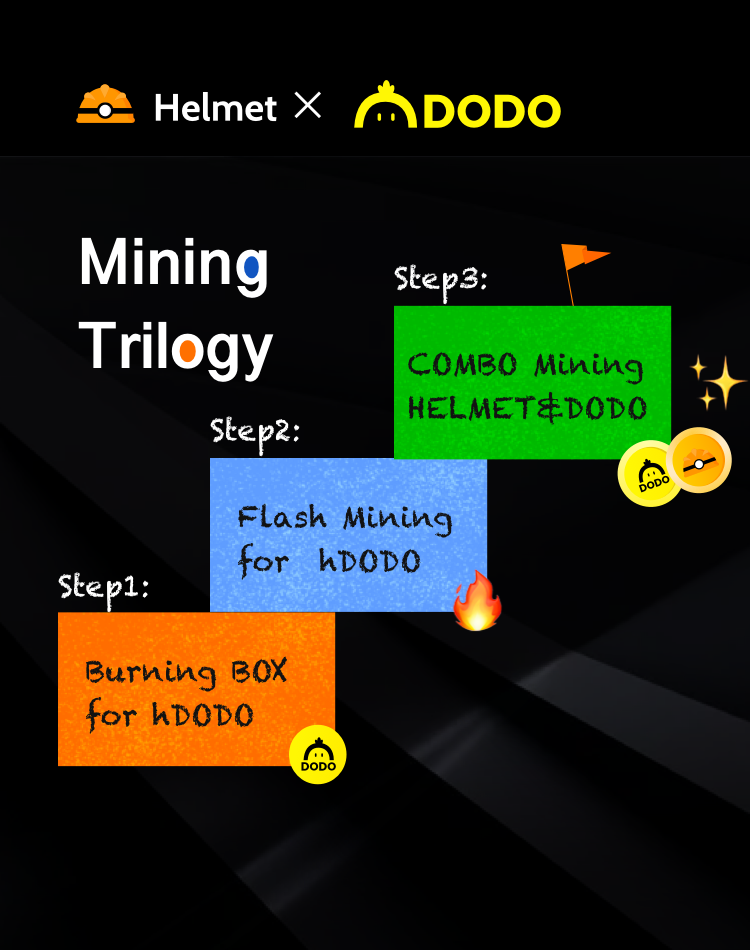 Helmet × DODO
Mining
Trilogy
Step3:
COMBO Mining
HELMET&DODO
DODO
Step2:
Flash Mining
for hDODO
Step1:
Burning BOX
for hDODO
DODO